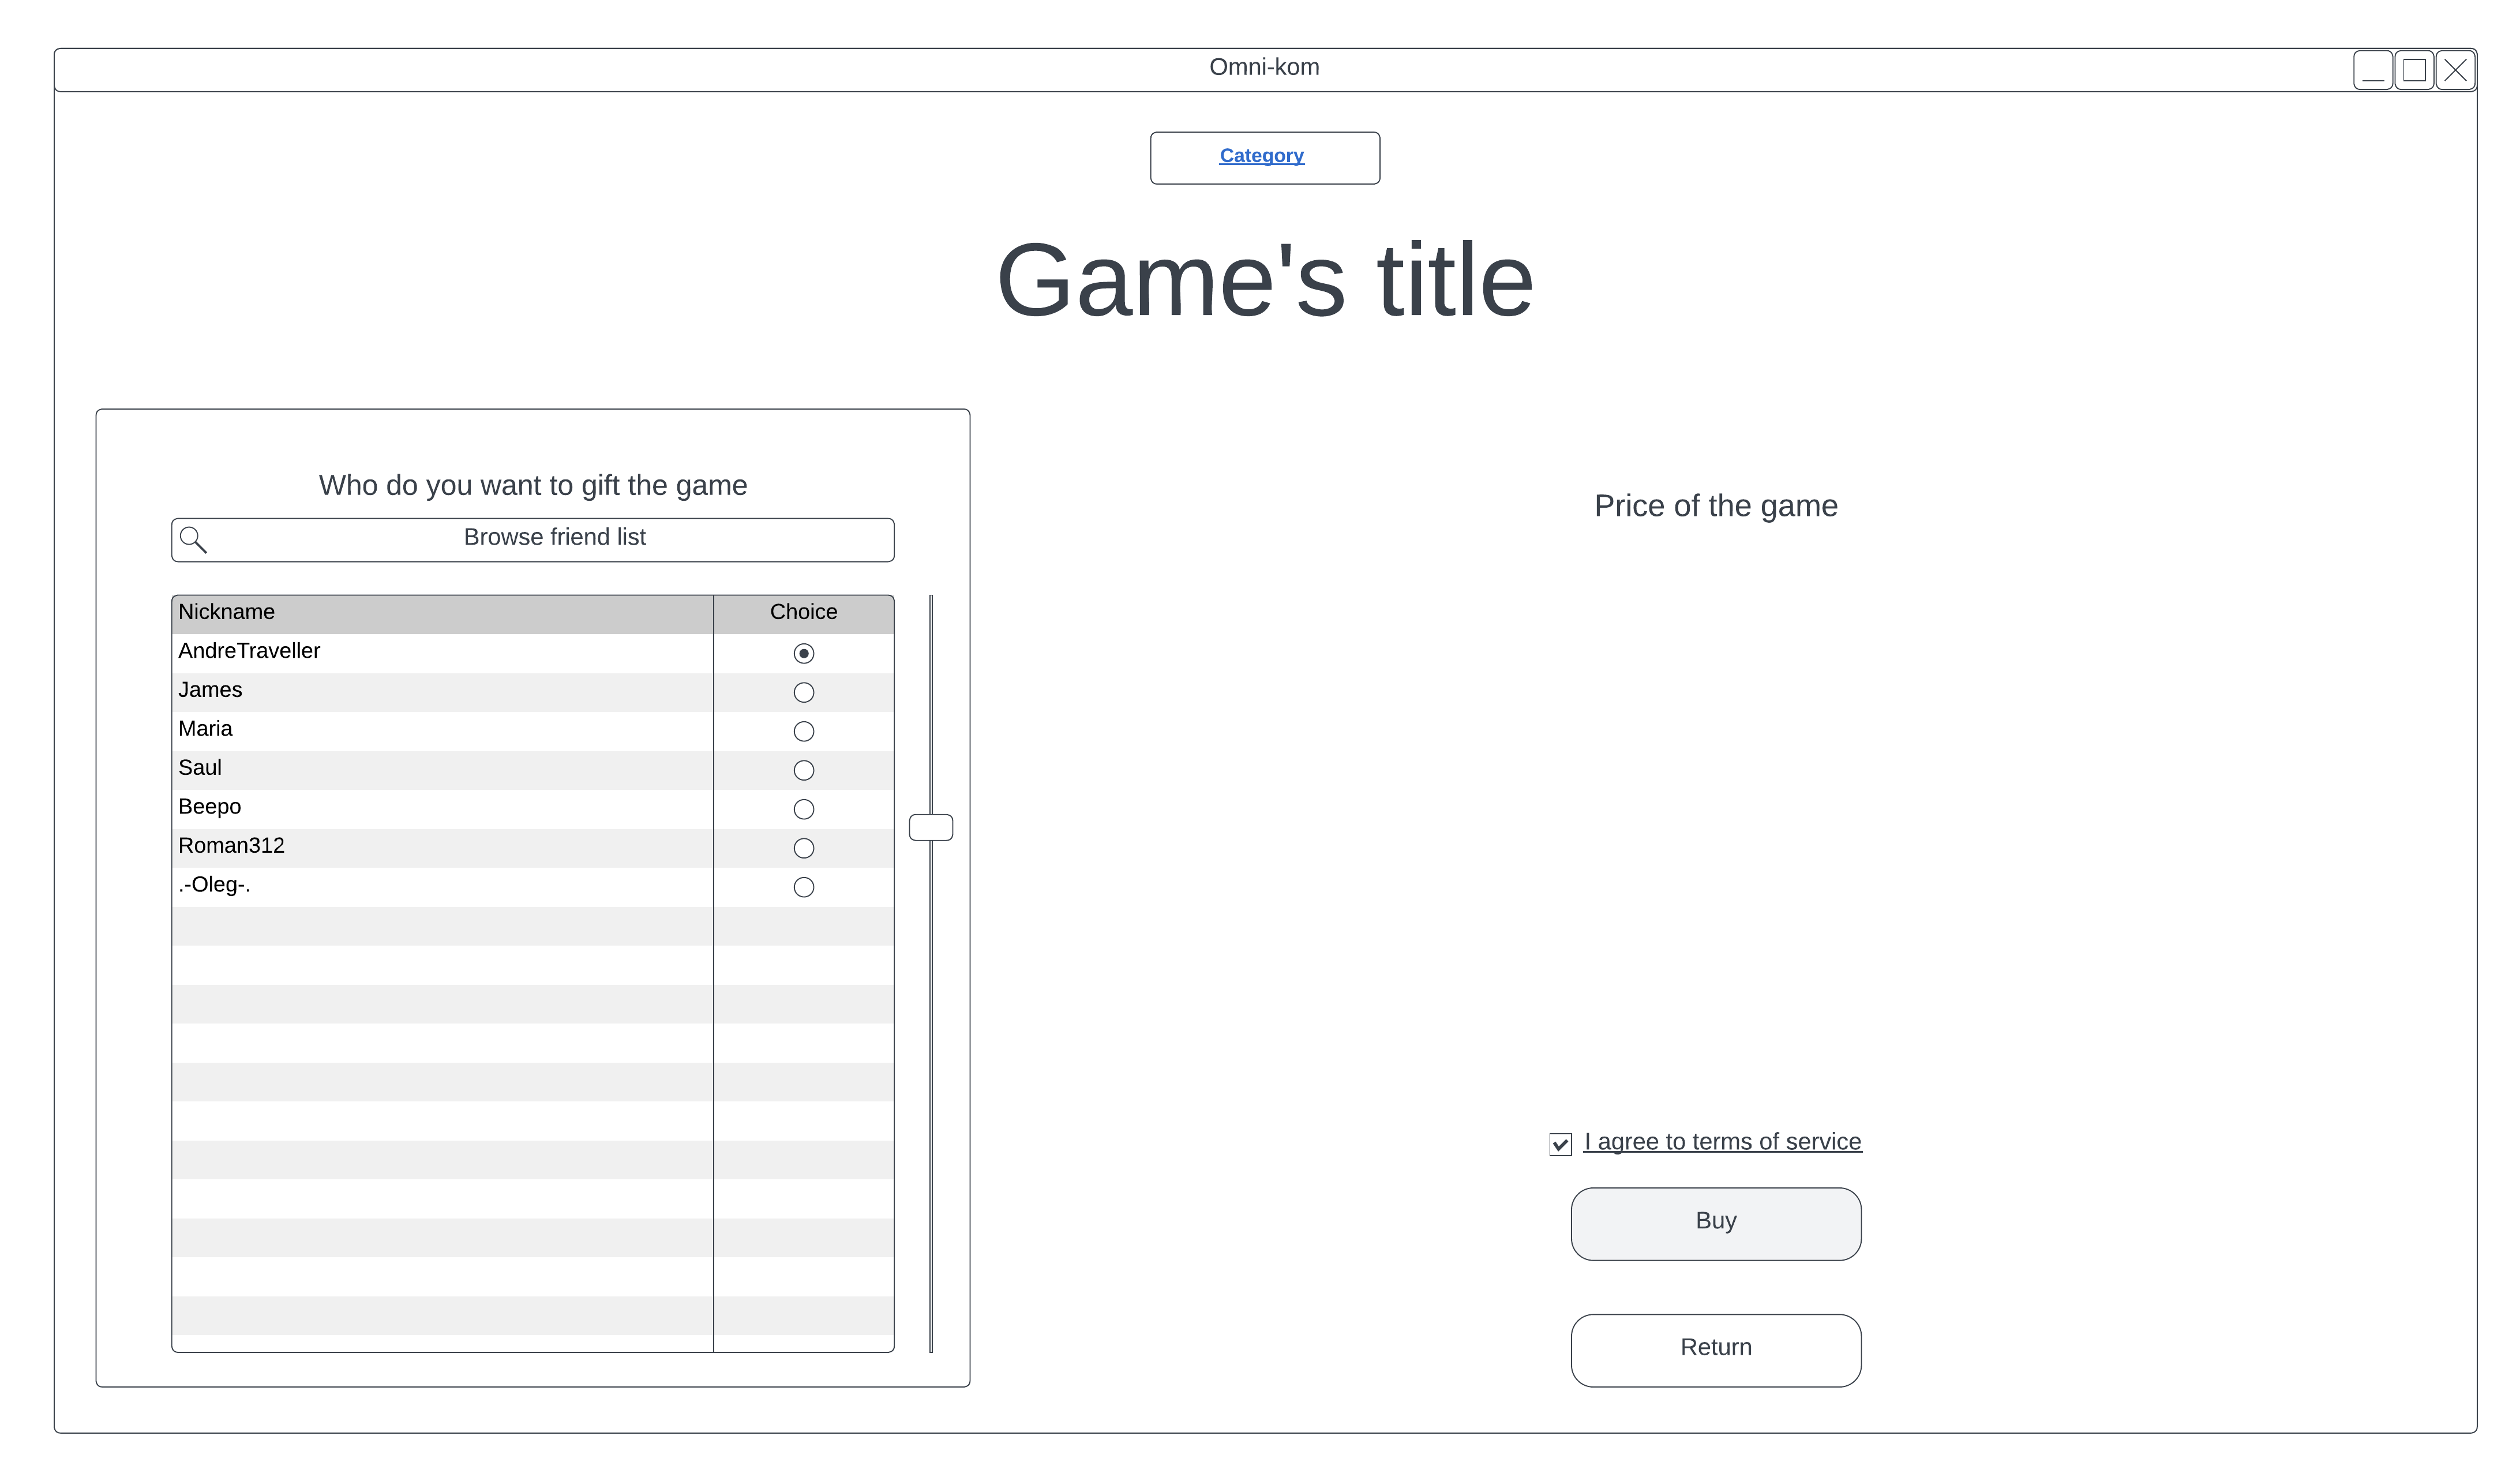 Omni-kom
Category
Game's title
Who do you want to gift the game
Browse friend list
Nickname Choice
AndreTraveller
James
Maria
Saul
Beepo
Roman312
.-Oleg-.
Price of the game
I agree to terms of service
Buy
Return